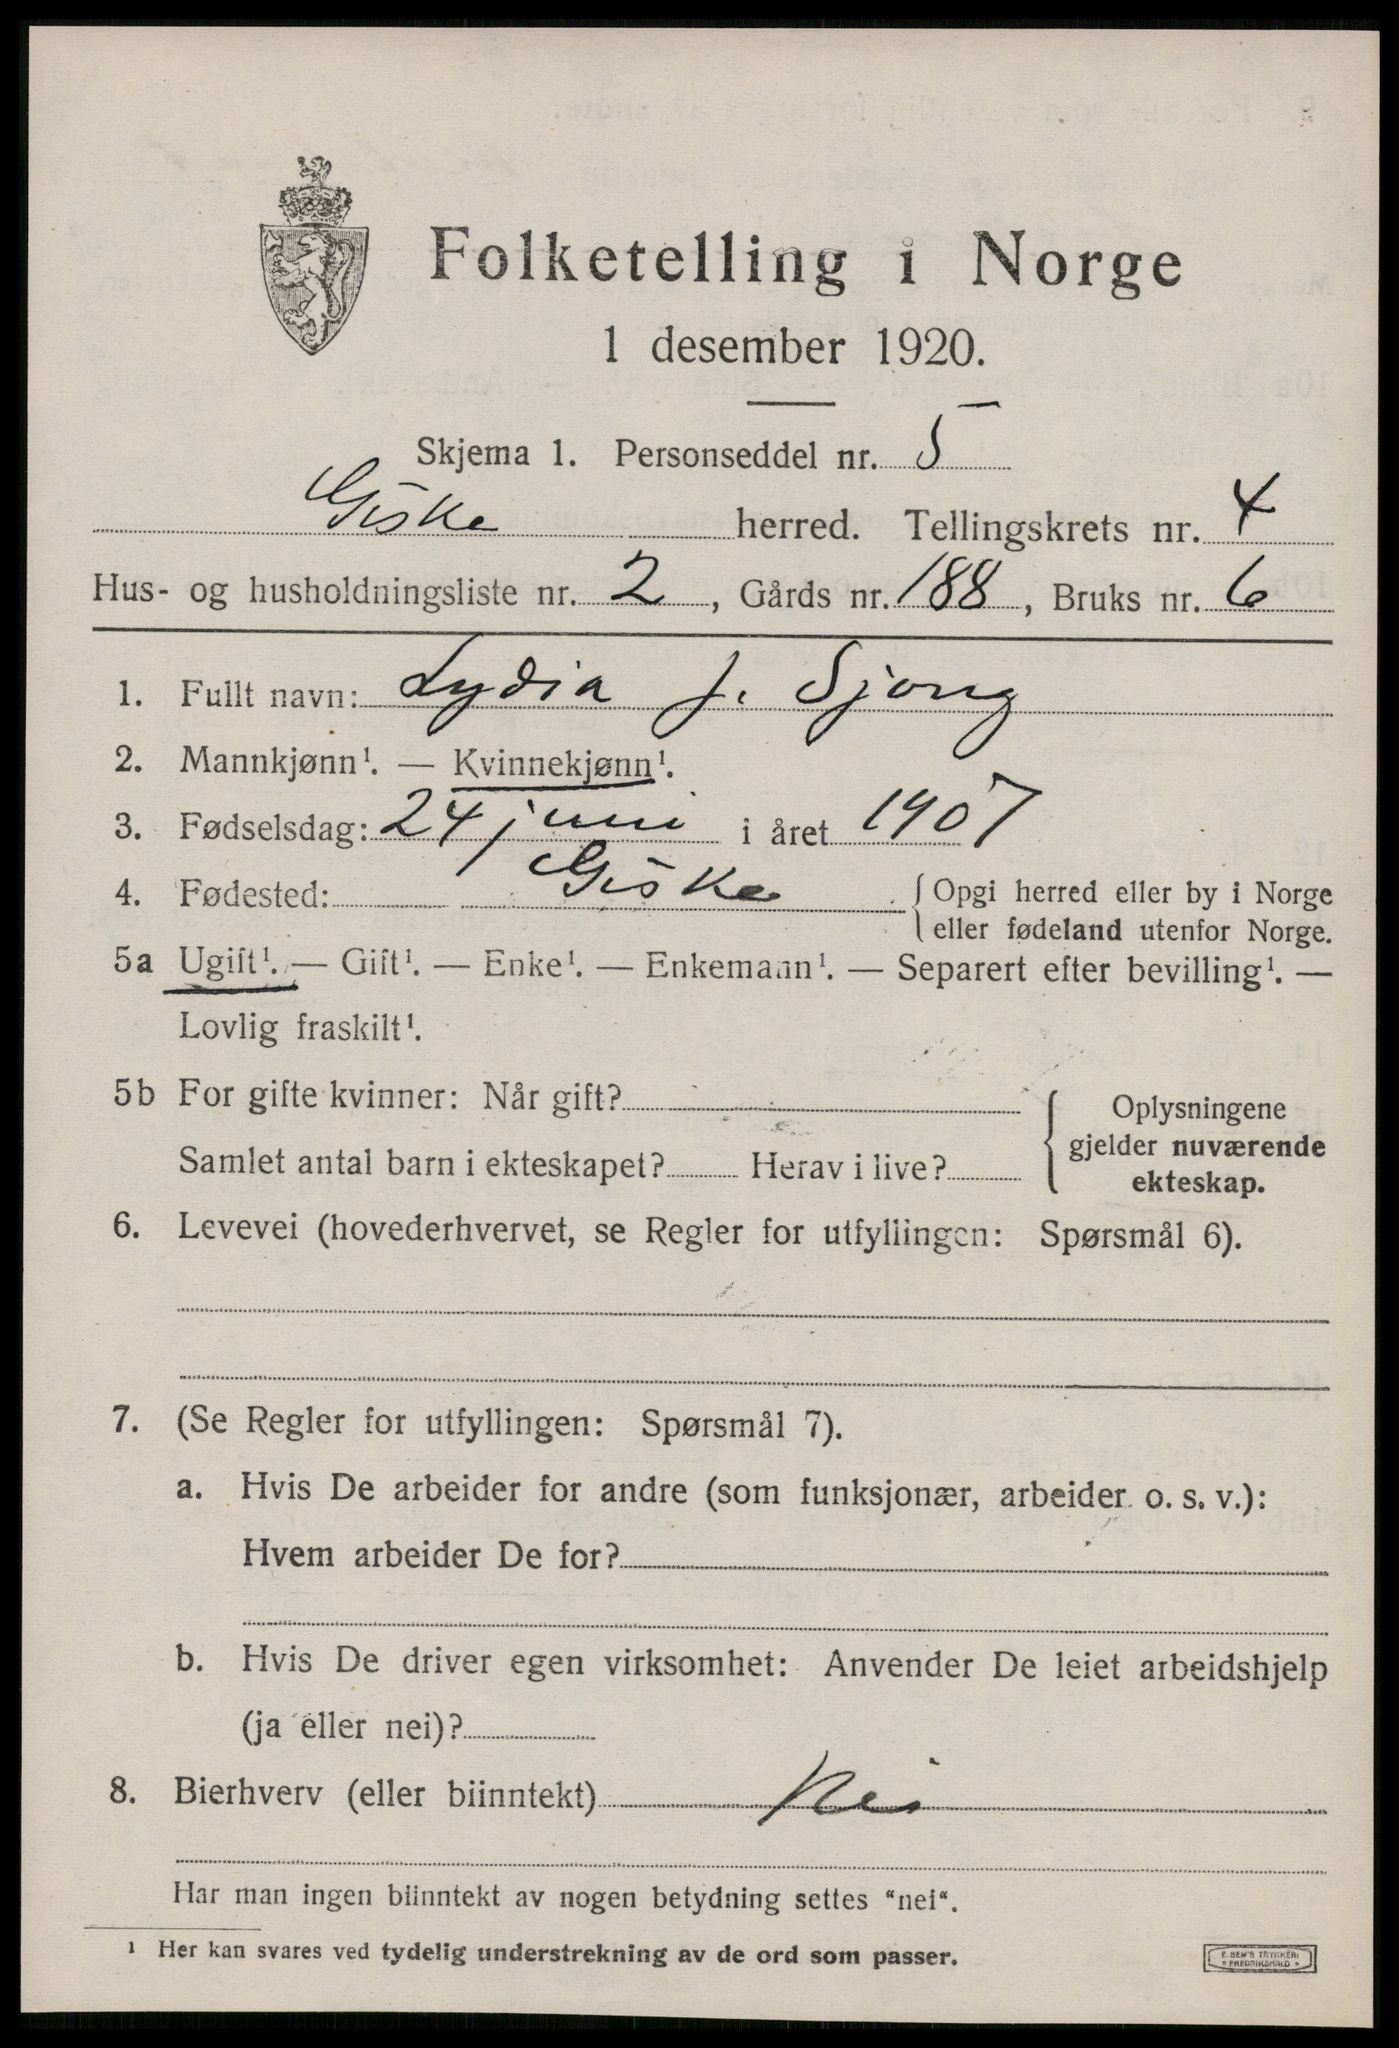 Folketelling i Norge
1 desember 1920.
Skjema 1. Personseddel nr. 5
Giske herred. Tellingskrets nr. 4
Hus- og husholdningsliste nr. 2, Gårds nr. 188, Bruks nr. 6
1. Fullt navn: Lydia J. Sjong
2. Mannkjønn¹. — Kvinnekjønn¹.
3. Fødselsdag: 24 juni i året 1907
4. Fødested: Giske { Opgi herred eller by i Norge
eller fødeland utenfor Norge.
5a Ugift¹. — Gift¹. — Enke¹. — Enkemann¹. — Separert efter bevilling¹. —
Lovlig fraskilt¹.
5b For gifte kvinner: Når gift?
Samlet antal barn i ekteskapet? Herav i live?
{ Oplysningene
gjelder nuværende
ekteskap.
6. Levevei (hovederhvervet, se Regler for utfyllingen: Spørsmål 6).
7. (Se Regler for utfyllingen: Spørsmål 7).
a. Hvis De arbeider for andre (som funksjonær, arbeider o. s. v.):
Hvem arbeider De for?
b. Hvis De driver egen virksomhet: Anvender De leiet arbeidshjelp
(ja eller nei)?
8. Bierhverv (eller biinntekt) Nei
Har man ingen biinntekt av nogen betydning settes "nei".
¹ Her kan svares ved tydelig understrekning av de ord som passer.
E. SEM'S TRYKKERI
FREDRIKSHALD